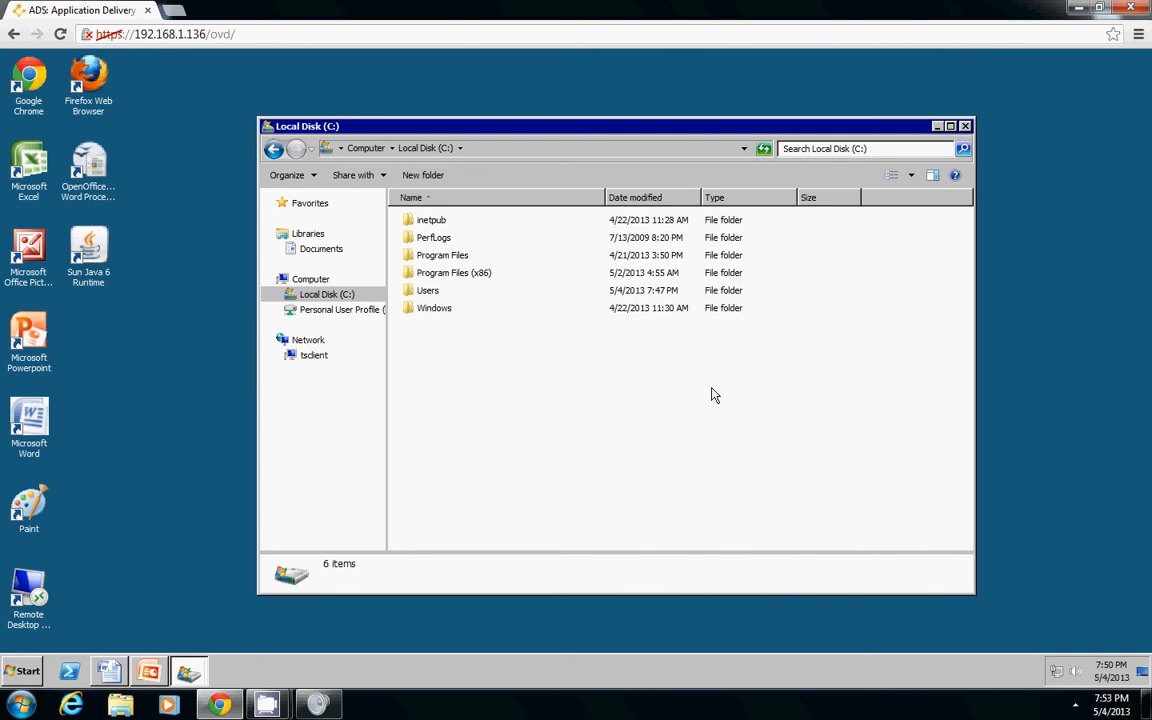 ADS: Application Delivery
https://192.168.1.136/ovd/
Google Chrome
Firefox Web Browser
Microsoft Excel
OpenOffice... Word Proce...
Microsoft Office Pict...
Sun Java 6 Runtime
Microsoft Powerpoint
Microsoft Word
Paint
Remote Desktop ...
Local Disk (C:)
Computer Local Disk (C:)
Search Local Disk (C:)
Organize Share with New folder
Favorites
Libraries
Documents
Computer
Local Disk (C:)
Personal User Profile (
Network
tsclient
Name Date modified Type Size
inetpub 4/22/2013 11:28 AM File folder
PerfLogs 7/13/2009 8:20 PM File folder
Program Files 4/21/2013 3:50 PM File folder
Program Files (x86) 5/2/2013 4:55 AM File folder
Users 5/4/2013 7:47 PM File folder
Windows 4/22/2013 11:30 AM File folder
6 items
Start
7:50 PM
5/4/2013
7:53 PM
5/4/2013